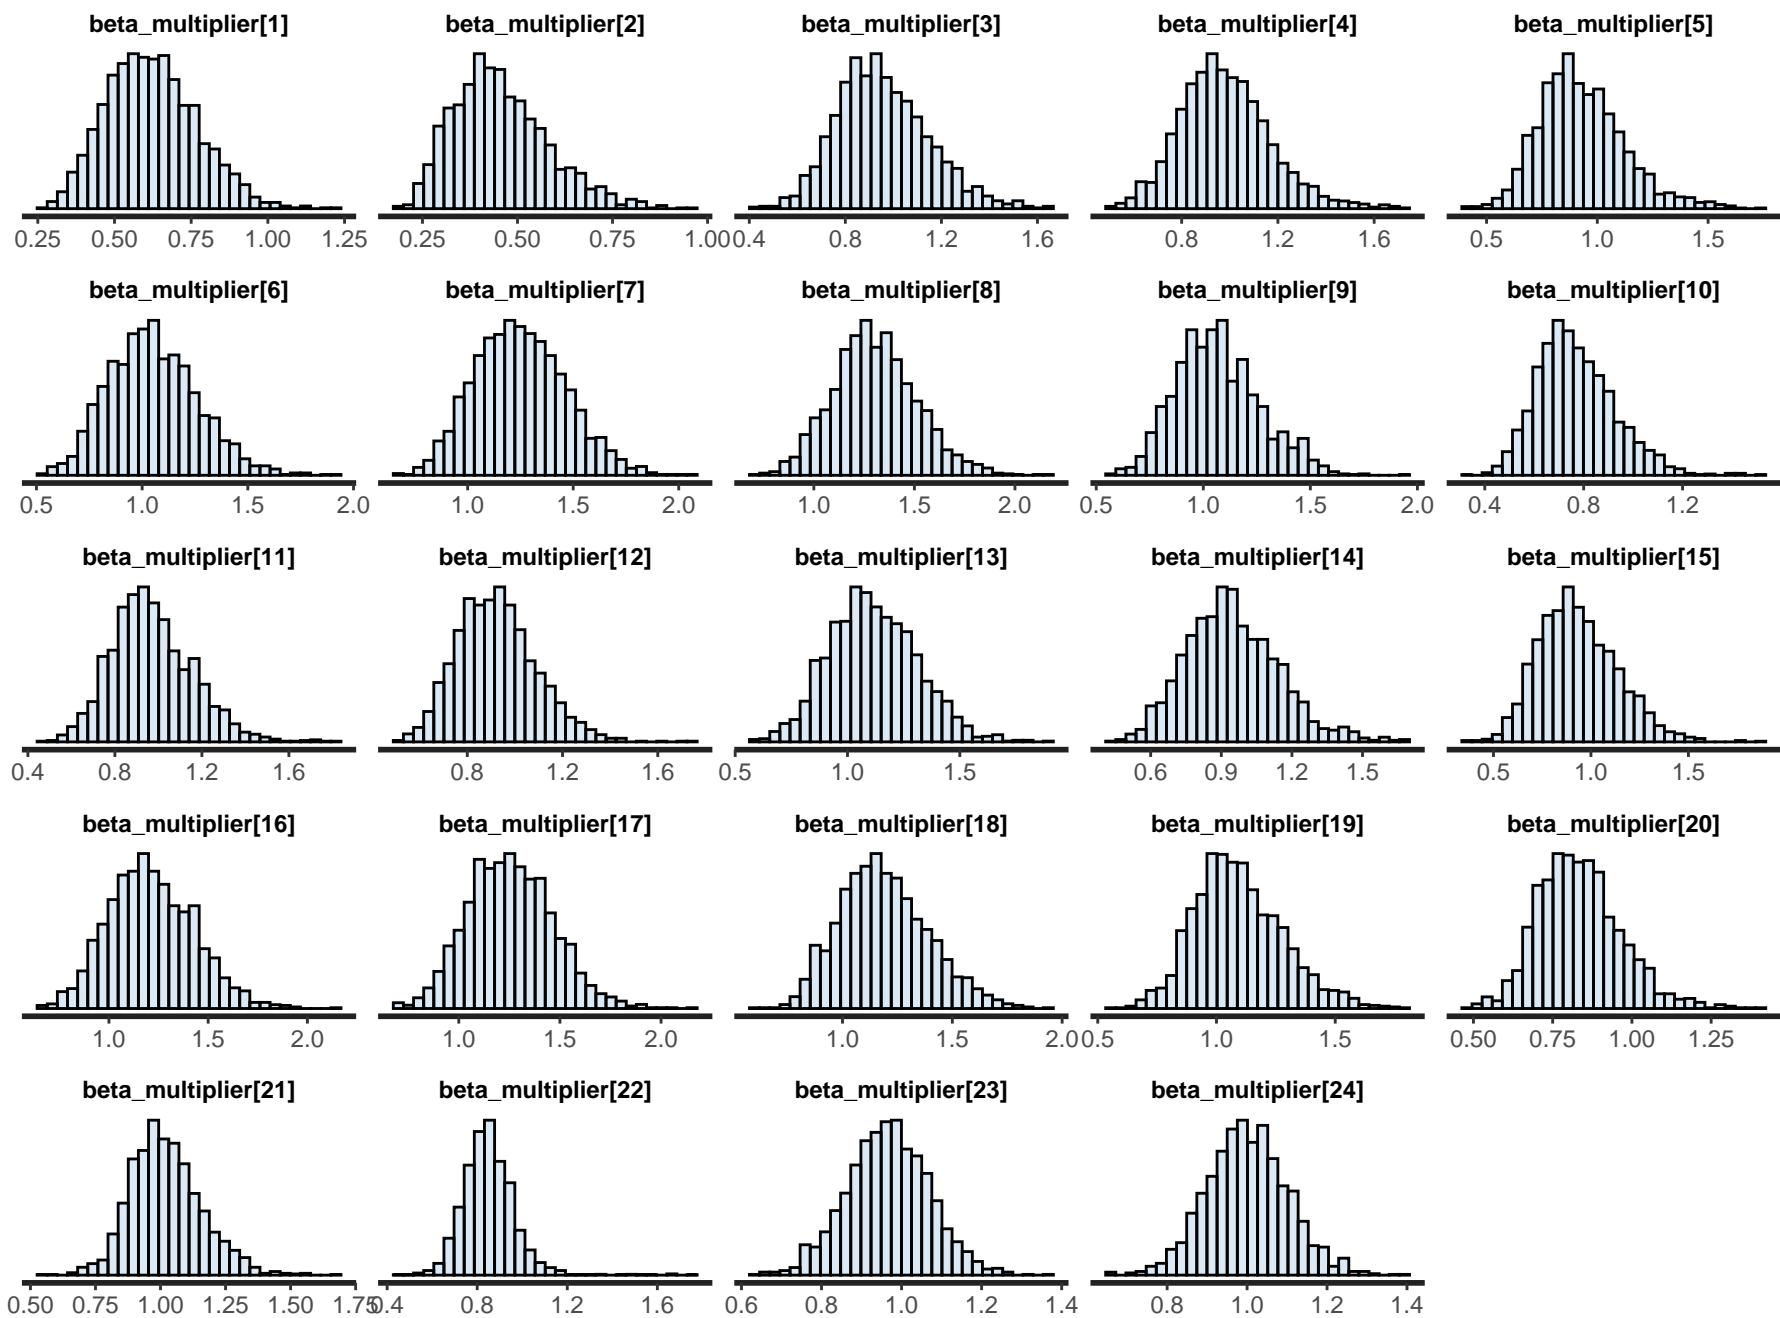 beta_multiplier[1] beta_multiplier[2] beta_multiplier[3] beta_multiplier[4] beta_multiplier[5]
0.25 0.50 0.75 1.00 1.25 0.25 0.50 0.75 1.00 0.4 0.8 1.2 1.6 0.8 1.2 1.6 0.5 1.0 1.5
beta_multiplier[6] beta_multiplier[7] beta_multiplier[8] beta_multiplier[9] beta_multiplier[10]
0.5 1.0 1.5 2.0 1.0 1.5 2.0 1.0 1.5 2.0 0.5 1.0 1.5 2.0 0.4 0.8 1.2
beta_multiplier[11] beta_multiplier[12] beta_multiplier[13] beta_multiplier[14] beta_multiplier[15]
0.4 0.8 1.2 1.6 0.8 1.2 1.6 0.5 1.0 1.5 0.6 0.9 1.2 1.5 0.5 1.0 1.5
beta_multiplier[16] beta_multiplier[17] beta_multiplier[18] beta_multiplier[19] beta_multiplier[20]
1.0 1.5 2.0 1.0 1.5 2.0 1.0 1.5 2.0 0.5 1.0 1.5 0.50 0.75 1.00 1.25
beta_multiplier[21] beta_multiplier[22] beta_multiplier[23] beta_multiplier[24]
0.50 0.75 1.00 1.25 1.50 1.75 0.4 0.8 1.2 1.6 0.6 0.8 1.0 1.2 1.4 0.8 1.0 1.2 1.4